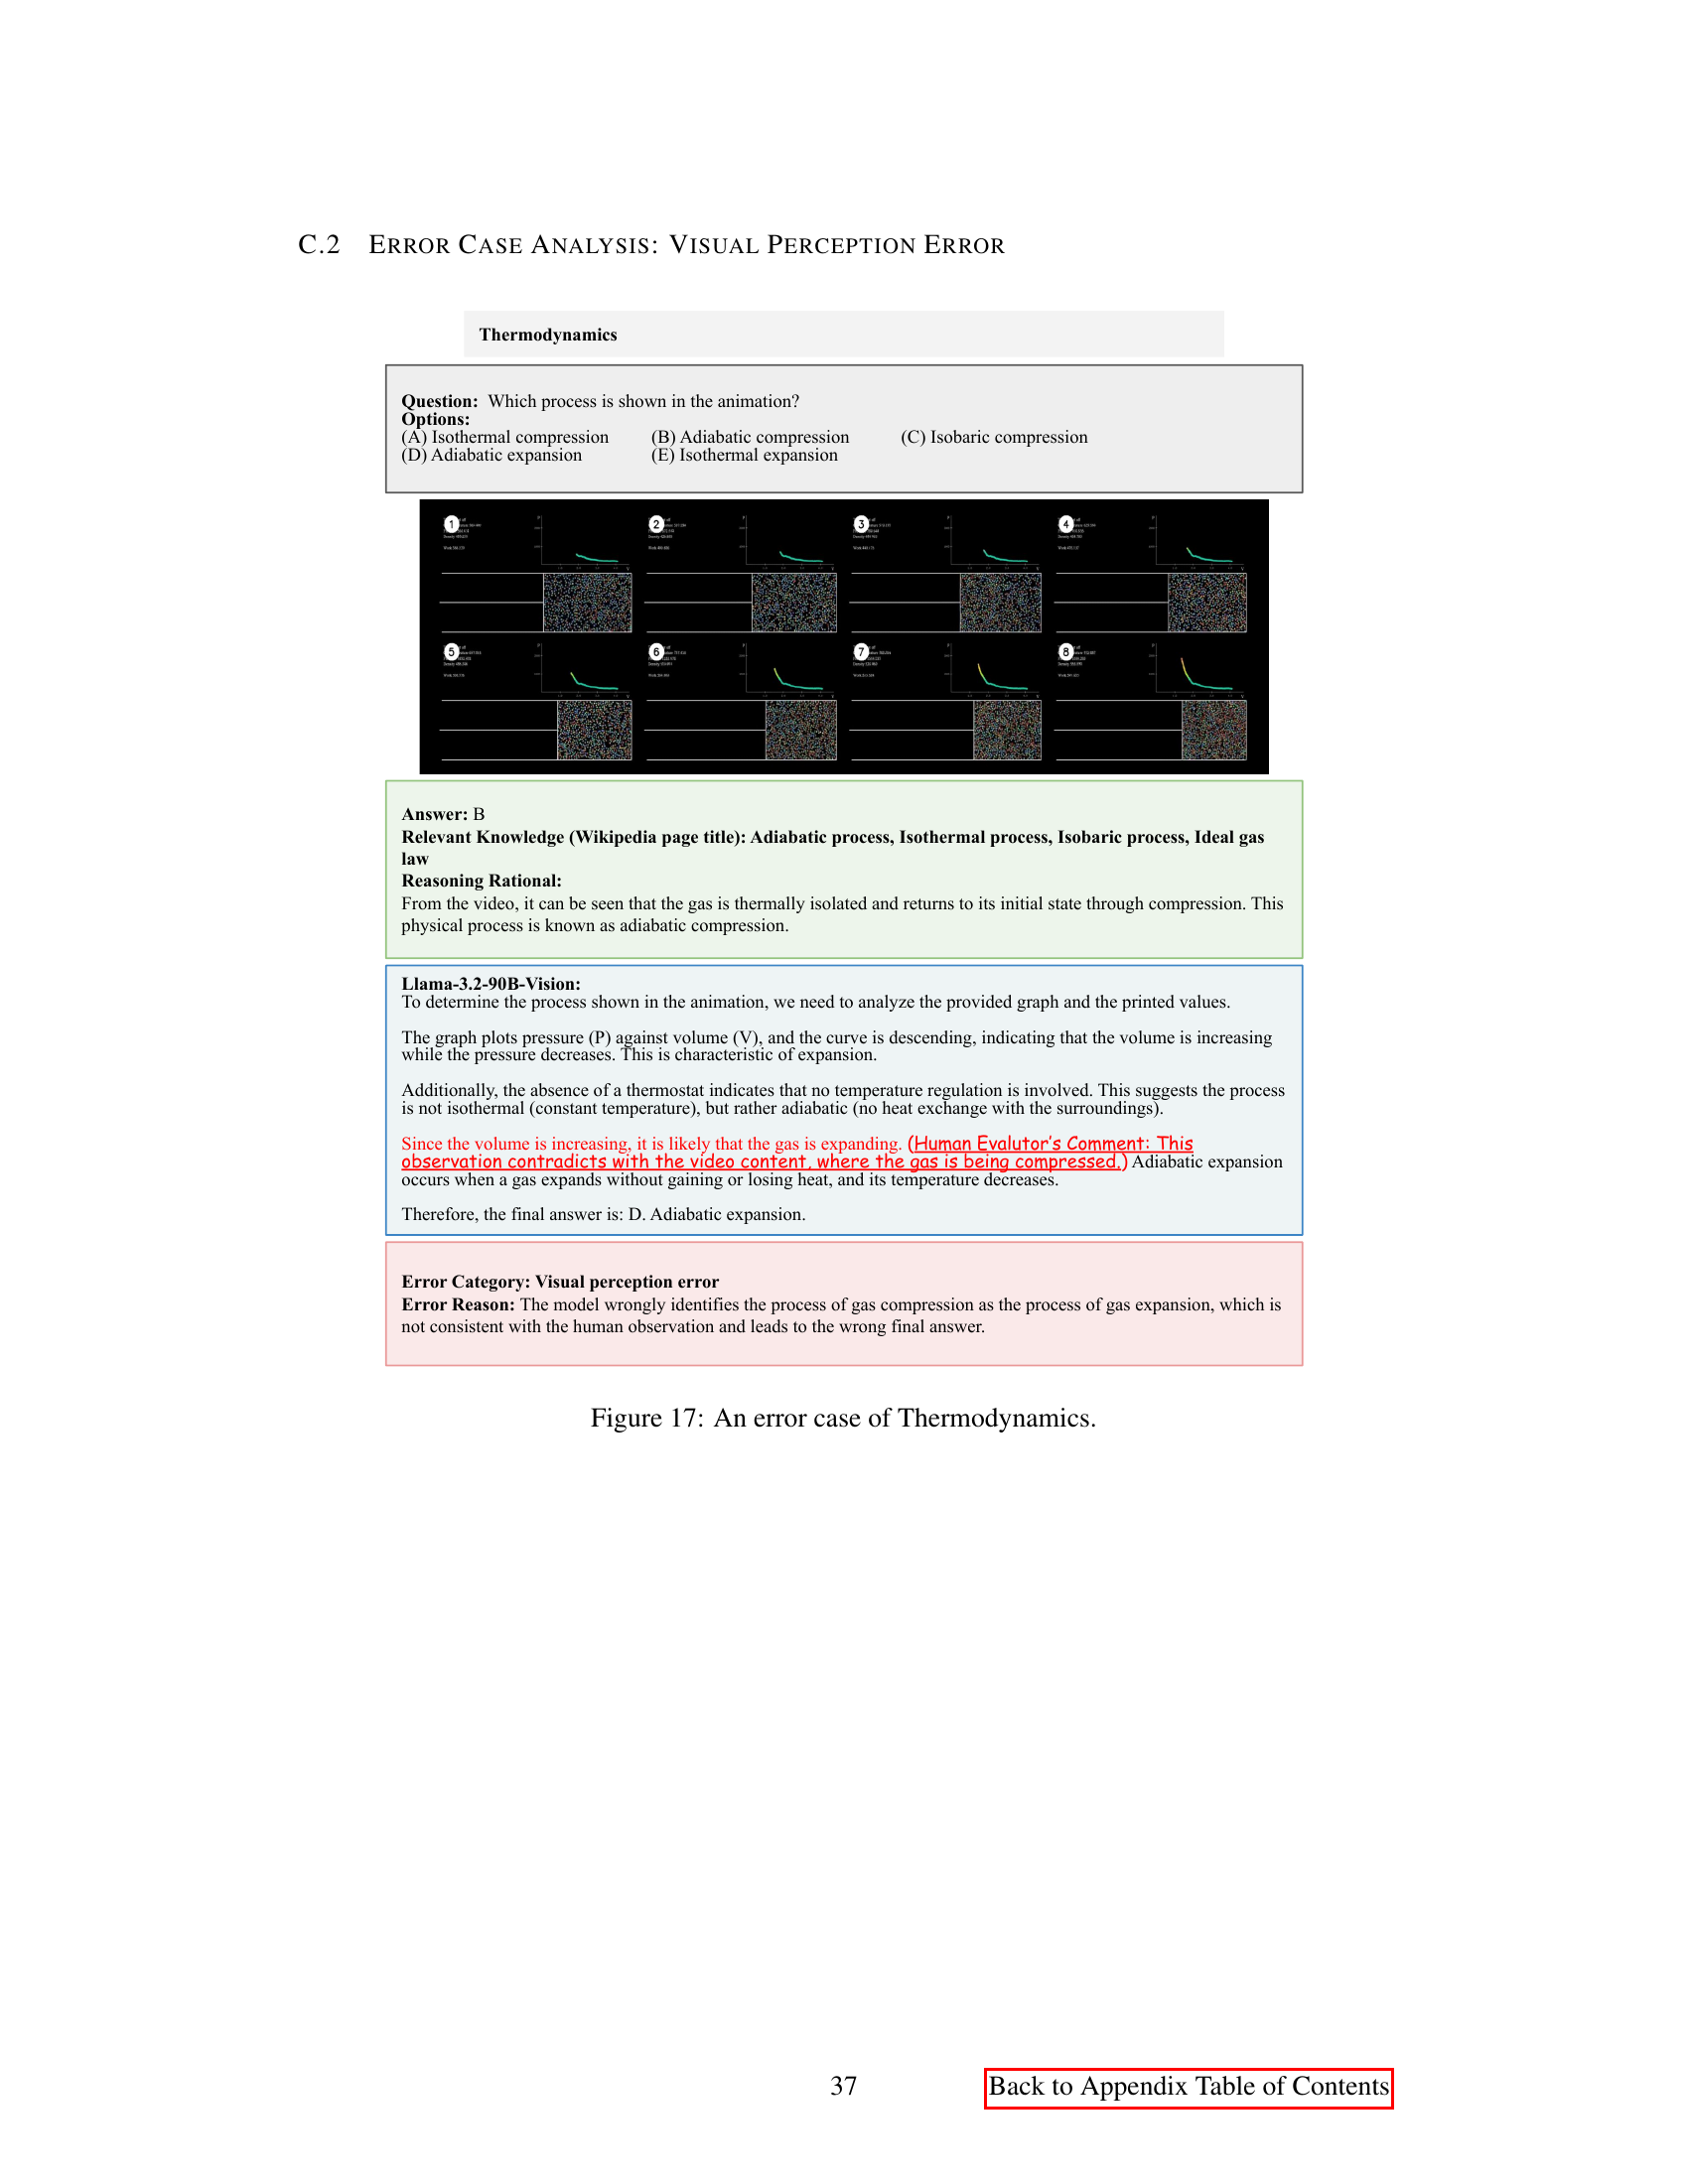 C.2 ERROR CASE ANALYSIS: VISUAL PERCEPTION ERROR
Thermodynamics
Question: Which process is shown in the animation?
Options:
(A) Isothermal compression (B) Adiabatic compression (C) Isobaric compression
(D) Adiabatic expansion (E) Isothermal expansion
1 2 3 4
5 6 7 8
Answer: B
Relevant Knowledge (Wikipedia page title): Adiabatic process, Isothermal process, Isobaric process, Ideal gas
law
Reasoning Rational:
From the video, it can be seen that the gas is thermally isolated and returns to its initial state through compression. This
physical process is known as adiabatic compression.
Llama-3.2-90B-Vision:
To determine the process shown in the animation, we need to analyze the provided graph and the printed values.
The graph plots pressure (P) against volume (V), and the curve is descending, indicating that the volume is increasing
while the pressure decreases. This is characteristic of expansion.
Additionally, the absence of a thermostat indicates that no temperature regulation is involved. This suggests the process
is not isothermal (constant temperature), but rather adiabatic (no heat exchange with the surroundings).
Since the volume is increasing, it is likely that the gas is expanding. (Human Evalutor's Comment: This
observation contradicts with the video content, where the gas is being compressed.) Adiabatic expansion
occurs when a gas expands without gaining or losing heat, and its temperature decreases.
Therefore, the final answer is: D. Adiabatic expansion.
Error Category: Visual perception error
Error Reason: The model wrongly identifies the process of gas compression as the process of gas expansion, which is
not consistent with the human observation and leads to the wrong final answer.
Figure 17: An error case of Thermodynamics.
37
Back to Appendix Table of Contents